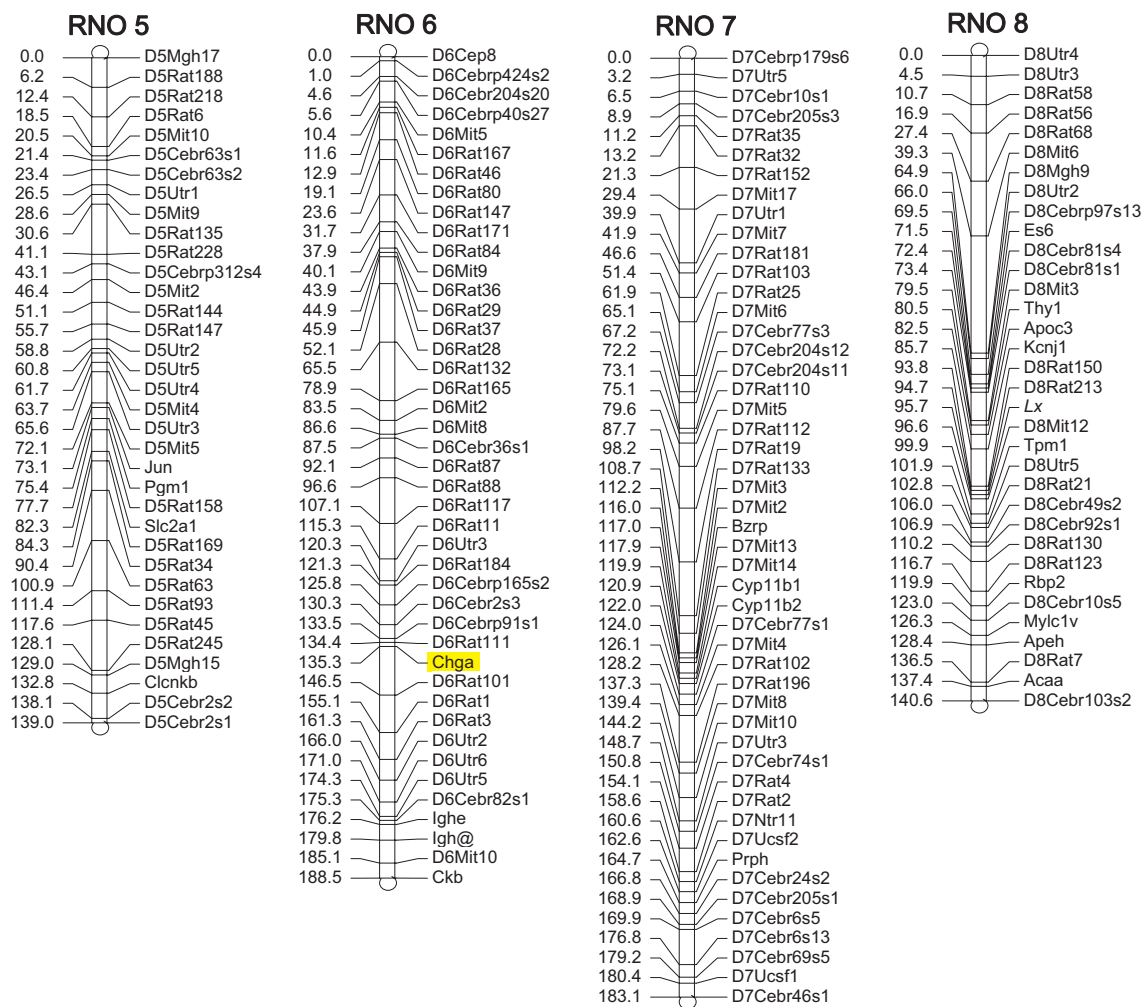 RNO 5
0.0 D5Mgh17
6.2 D5Rat188
12.4 D5Rat218
18.5 D5Rat6
20.5 D5Mit10
21.4 D5Cebr63s1
23.4 D5Cebr63s2
26.5 D5Utr1
28.6 D5Mit9
30.6 D5Rat135
41.1 D5Rat228
43.1 D5Cebrp312s4
46.4 D5Mit2
51.1 D5Rat144
55.7 D5Rat147
58.8 D5Utr2
60.8 D5Utr5
61.7 D5Utr4
63.7 D5Mit4
65.6 D5Utr3
72.1 D5Mit5
73.1 Jun
75.4 Pgm1
77.7 D5Rat158
82.3 Slc2a1
84.3 D5Rat169
90.4 D5Rat34
100.9 D5Rat63
111.4 D5Rat93
117.6 D5Rat45
128.1 D5Rat245
129.0 D5Mgh15
132.8 Clcnkb
138.1 D5Cebr2s2
139.0 D5Cebr2s1
RNO 6
0.0 D6Cep8
1.0 D6Cebrp424s2
4.6 D6Cebr204s20
5.6 D6Cebrp40s27
10.4 D6Mit5
11.6 D6Rat167
12.9 D6Rat46
19.1 D6Rat80
23.6 D6Rat147
31.7 D6Rat171
37.9 D6Rat84
40.1 D6Mit9
43.9 D6Rat36
44.9 D6Rat29
45.9 D6Rat37
52.1 D6Rat28
65.5 D6Rat132
78.9 D6Rat165
83.5 D6Mit2
86.6 D6Mit8
87.5 D6Cebr36s1
92.1 D6Rat87
96.6 D6Rat88
107.1 D6Rat117
115.3 D6Rat11
120.3 D6Utr3
121.3 D6Rat184
125.8 D6Cebrp165s2
130.3 D6Cebr2s3
133.5 D6Cebrp91s1
134.4 D6Rat111
135.3 Chga
146.5 D6Rat101
155.1 D6Rat1
161.3 D6Rat3
166.0 D6Utr2
171.0 D6Utr6
174.3 D6Utr5
175.3 D6Cebr82s1
176.2 Ighe
179.8 Igh@
185.1 D6Mit10
188.5 Ckb
RNO 7
0.0 D7Cebrp179s6
3.2 D7Utr5
6.5 D7Cebr10s1
8.9 D7Cebr205s3
11.2 D7Rat35
13.2 D7Rat32
21.3 D7Rat152
29.4 D7Mit17
39.9 D7Utr1
41.9 D7Mit7
46.6 D7Rat181
51.4 D7Rat103
61.9 D7Rat25
65.1 D7Mit6
67.2 D7Cebr77s3
72.2 D7Cebr204s12
73.1 D7Cebr204s11
75.1 D7Rat110
79.6 D7Mit5
87.7 D7Rat112
98.2 D7Rat19
108.7 D7Rat133
112.2 D7Mit3
116.0 D7Mit2
117.0 Bzrp
117.9 D7Mit13
119.9 D7Mit14
120.9 Cyp11b1
122.0 Cyp11b2
124.0 D7Cebr77s1
126.1 D7Mit4
128.2 D7Rat102
137.3 D7Rat196
139.4 D7Mit8
144.2 D7Mit10
148.7 D7Utr3
150.8 D7Cebr74s1
154.1 D7Rat4
158.6 D7Rat2
160.6 D7Ntr11
162.6 D7Ucsf2
164.7 Prph
166.8 D7Cebr24s2
168.9 D7Cebr205s1
169.9 D7Cebr6s5
176.8 D7Cebr6s13
179.2 D7Cebr69s5
180.4 D7Ucsf1
183.1 D7Cebr46s1
RNO 8
0.0 D8Utr4
4.5 D8Utr3
10.7 D8Rat58
16.9 D8Rat56
27.4 D8Rat68
39.3 D8Mit6
64.9 D8Mgh9
66.0 D8Utr2
69.5 D8Cebrp97s13
71.5 Es6
72.4 D8Cebr81s4
73.4 D8Cebr81s1
79.5 D8Mit3
80.5 Thy1
82.5 Apoc3
85.7 Kcnj1
93.8 D8Rat150
94.7 D8Rat213
95.7 Lx
96.6 D8Mit12
99.9 Tpm1
101.9 D8Utr5
102.8 D8Rat21
106.0 D8Cebr49s2
106.9 D8Cebr92s1
110.2 D8Rat130
116.7 D8Rat123
119.9 Rbp2
123.0 D8Cebr10s5
126.3 Mylc1v
128.4 Apeh
136.5 D8Rat7
137.4 Acaa
140.6 D8Cebr103s2